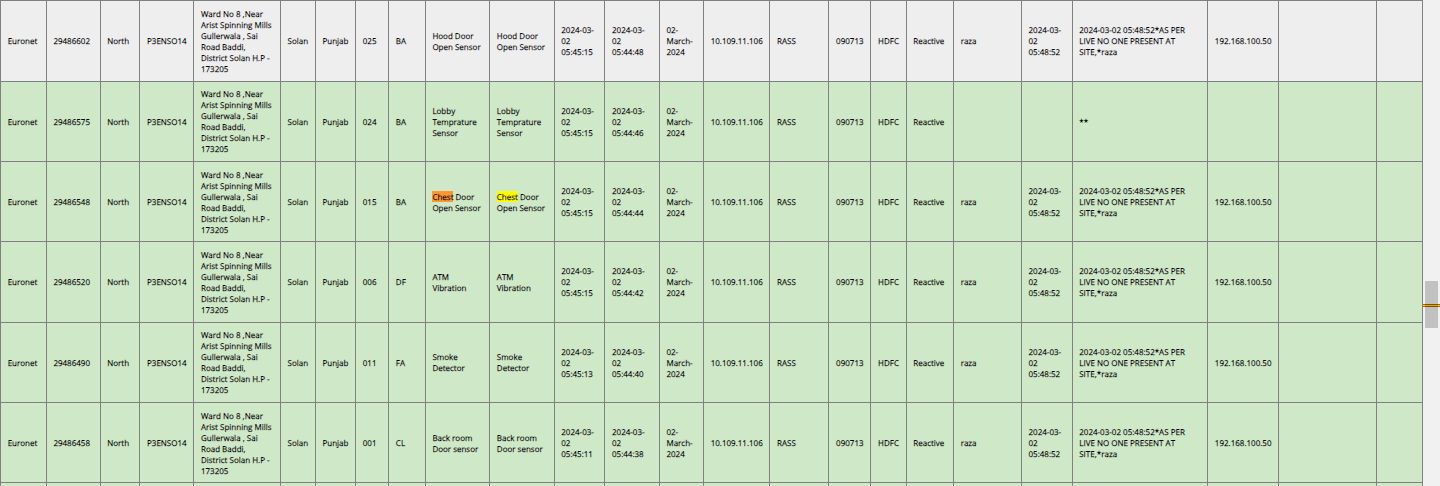 Euronet 29486602 North P3ENSO14 Ward No 8 ,Near Arist Spinning Mills Gullerwala , Sai Road Baddi, District Solan H.P - 173205 Solan Punjab 025 BA Hood Door Open Sensor Hood Door Open Sensor 2024-03-02 05:45:15 2024-03-02 05:44:48 02-March-2024 10.109.11.106 RASS 090713 HDFC Reactive raza 2024-03-02 05:48:52 2024-03-02 05:48:52*AS PER LIVE NO ONE PRESENT AT SITE,*raza 192.168.100.50
Euronet 29486575 North P3ENSO14 Ward No 8 ,Near Arist Spinning Mills Gullerwala , Sai Road Baddi, District Solan H.P - 173205 Solan Punjab 024 BA Lobby Temprature Sensor Lobby Temprature Sensor 2024-03-02 05:45:15 2024-03-02 05:44:46 02-March-2024 10.109.11.106 RASS 090713 HDFC Reactive **
Euronet 29486548 North P3ENSO14 Ward No 8 ,Near Arist Spinning Mills Gullerwala , Sai Road Baddi, District Solan H.P - 173205 Solan Punjab 015 BA Chest Door Open Sensor Chest Door Open Sensor 2024-03-02 05:45:15 2024-03-02 05:44:44 02-March-2024 10.109.11.106 RASS 090713 HDFC Reactive raza 2024-03-02 05:48:52 2024-03-02 05:48:52*AS PER LIVE NO ONE PRESENT AT SITE,*raza 192.168.100.50
Euronet 29486520 North P3ENSO14 Ward No 8 ,Near Arist Spinning Mills Gullerwala , Sai Road Baddi, District Solan H.P - 173205 Solan Punjab 006 DF ATM Vibration ATM Vibration 2024-03-02 05:45:15 2024-03-02 05:44:42 02-March-2024 10.109.11.106 RASS 090713 HDFC Reactive raza 2024-03-02 05:48:52 2024-03-02 05:48:52*AS PER LIVE NO ONE PRESENT AT SITE,*raza 192.168.100.50
Euronet 29486490 North P3ENSO14 Ward No 8 ,Near Arist Spinning Mills Gullerwala , Sai Road Baddi, District Solan H.P - 173205 Solan Punjab 011 FA Smoke Detector Smoke Detector 2024-03-02 05:45:13 2024-03-02 05:44:40 02-March-2024 10.109.11.106 RASS 090713 HDFC Reactive raza 2024-03-02 05:48:52 2024-03-02 05:48:52*AS PER LIVE NO ONE PRESENT AT SITE,*raza 192.168.100.50
Euronet 29486458 North P3ENSO14 Ward No 8 ,Near Arist Spinning Mills Gullerwala , Sai Road Baddi, District Solan H.P - 173205 Solan Punjab 001 CL Back room Door sensor Back room Door sensor 2024-03-02 05:45:11 2024-03-02 05:44:38 02-March-2024 10.109.11.106 RASS 090713 HDFC Reactive raza 2024-03-02 05:48:52 2024-03-02 05:48:52*AS PER LIVE NO ONE PRESENT AT SITE,*raza 192.168.100.50